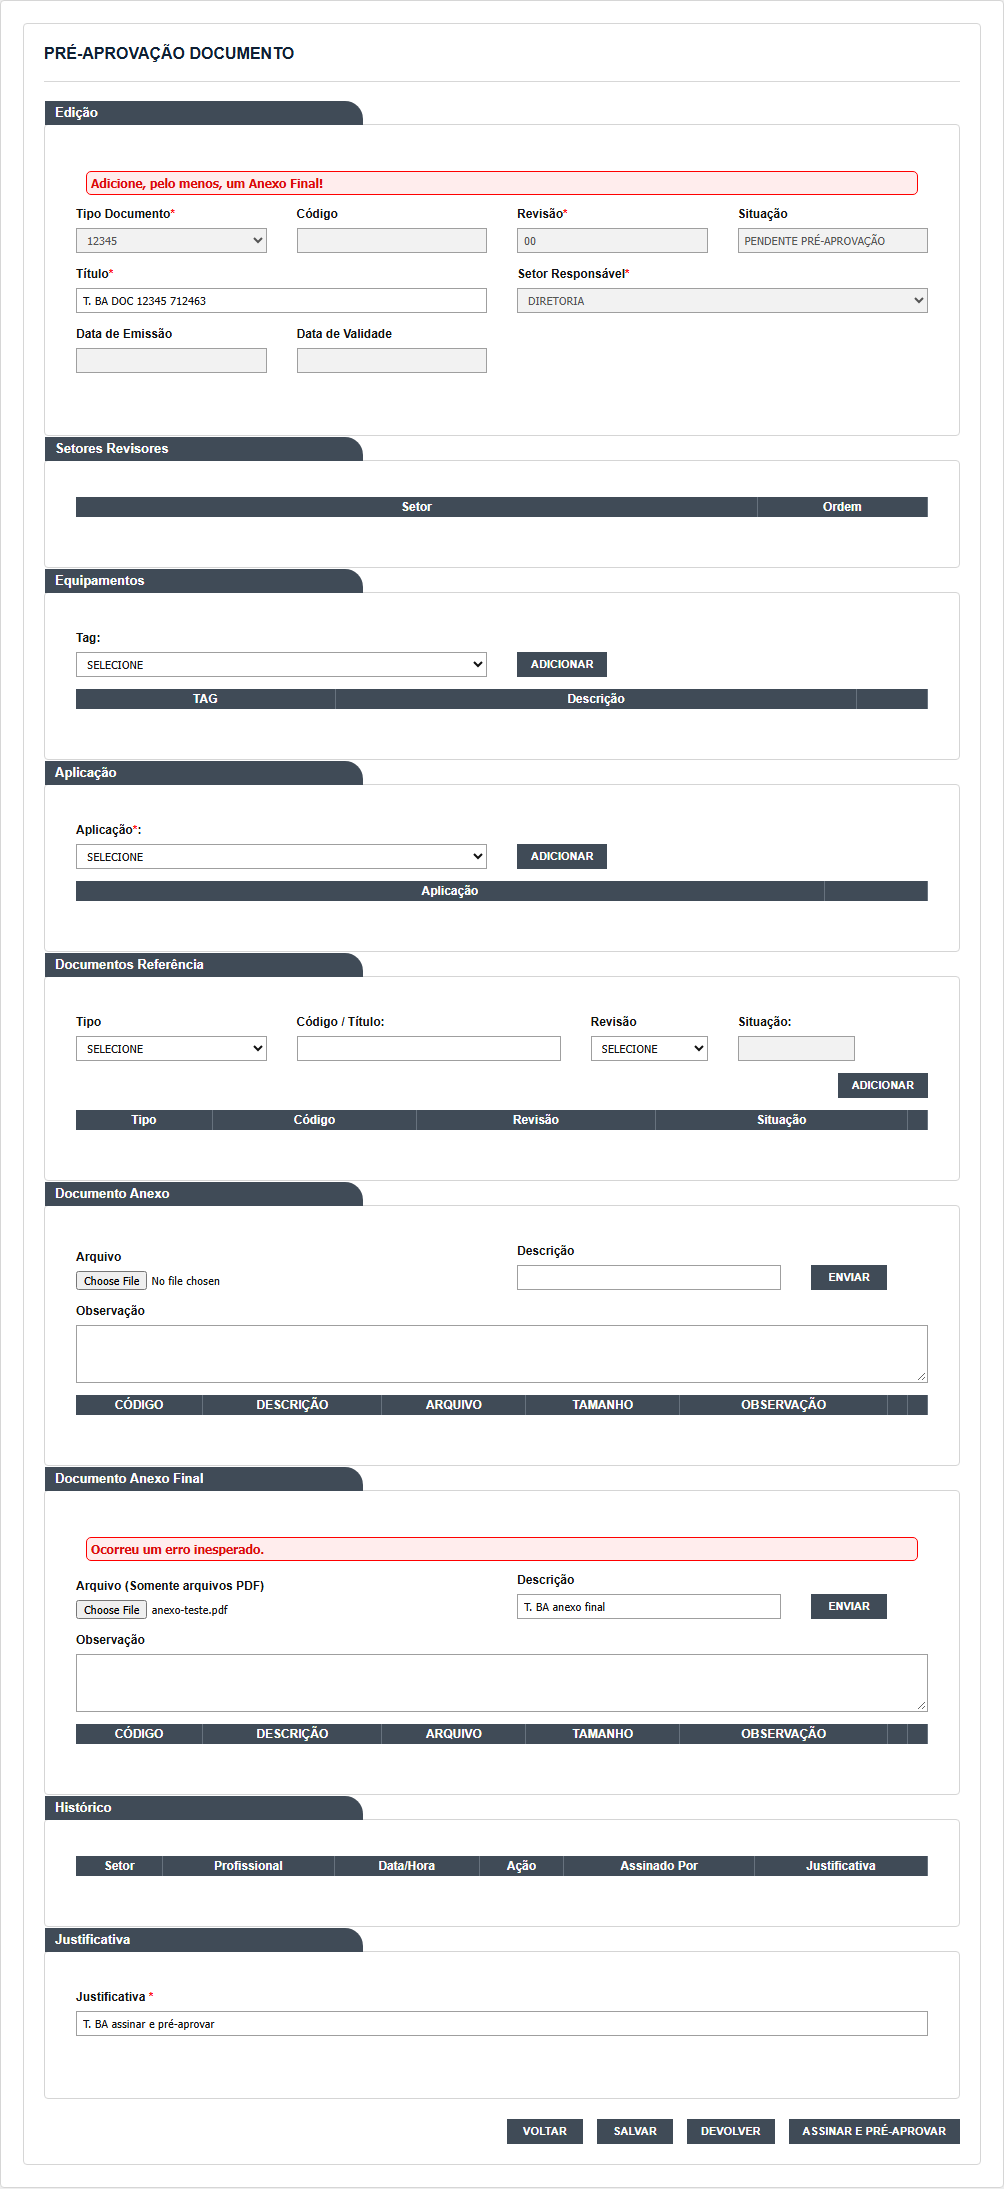 PRÉ-APROVAÇÃO DOCUMENTO
Edição
Adicione, pelo menos, um Anexo Final!
Tipo Documento* Código Revisão* Situação
12345 00 PENDENTE PRÉ-APROVAÇÃO
Título* Setor Responsável*
T. BA DOC 12345 712463 DIRETORIA
Data de Emissão Data de Validade
Setores Revisores
Setor Ordem
Equipamentos
Tag:
SELECIONE ADICIONAR
TAG Descrição
Aplicação
Aplicação*:
SELECIONE ADICIONAR
Aplicação
Documentos Referência
Tipo Código / Título: Revisão Situação:
SELECIONE SELECIONE
ADICIONAR
Tipo Código Revisão Situação
Documento Anexo
Arquivo Descrição
Choose File No file chosen ENVIAR
Observação
CÓDIGO DESCRIÇÃO ARQUIVO TAMANHO OBSERVAÇÃO
Documento Anexo Final
Ocorreu um erro inesperado.
Arquivo (Somente arquivos PDF) Descrição
Choose File anexo-teste.pdf T. BA anexo final ENVIAR
Observação
CÓDIGO DESCRIÇÃO ARQUIVO TAMANHO OBSERVAÇÃO
Histórico
Setor Profissional Data/Hora Ação Assinado Por Justificativa
Justificativa
Justificativa *
T. BA assinar e pré-aprovar
VOLTAR SALVAR DEVOLVER ASSINAR E PRÉ-APROVAR